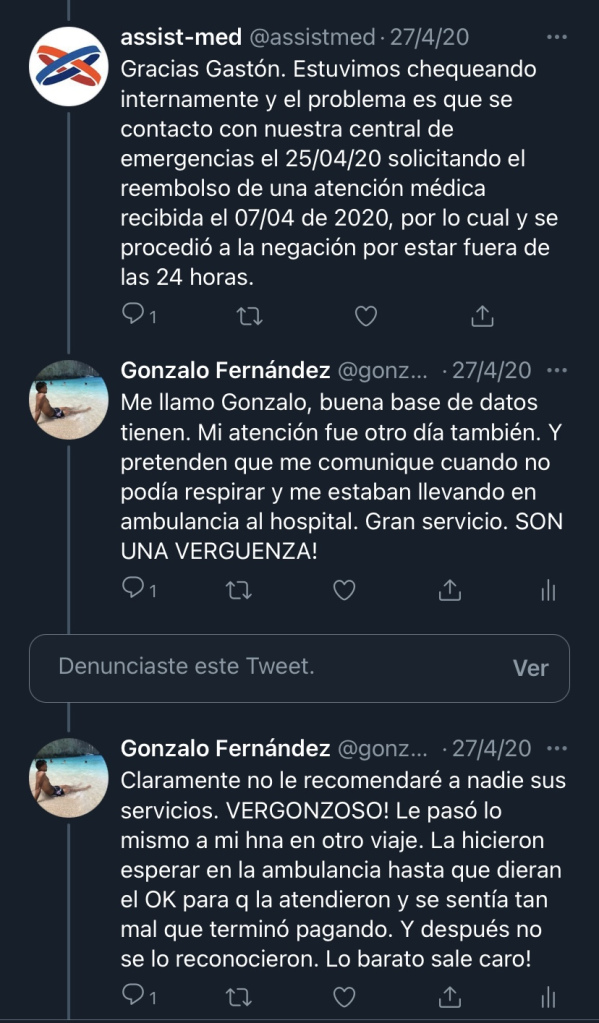 assist-med @assistmed · 27/4/20
Gracias Gastón. Estuvimos chequeando
internamente y el problema es que se
contacto con nuestra central de
emergencias el 25/04/20 solicitando el
reembolso de una atención médica
recibida el 07/04 de 2020, por lo cual y se
procedió a la negación por estar fuera de
las 24 horas.
1
Gonzalo Fernández @gonz... · 27/4/20
Me llamo Gonzalo, buena base de datos
tienen. Mi atención fue otro día también. Y
pretenden que me comunique cuando no
podía respirar y me estaban llevando en
ambulancia al hospital. Gran servicio. SON
UNA VERGUENZA!
1
Denunciaste este Tweet. Ver
Gonzalo Fernández @gonz... · 27/4/20
Claramente no le recomendaré a nadie sus
servicios. VERGONZOSO! Le pasó lo
mismo a mi hna en otro viaje. La hicieron
esperar en la ambulancia hasta que dieran
el OK para q la atendieron y se sentía tan
mal que terminó pagando. Y después no
se lo reconocieron. Lo barato sale caro!
1